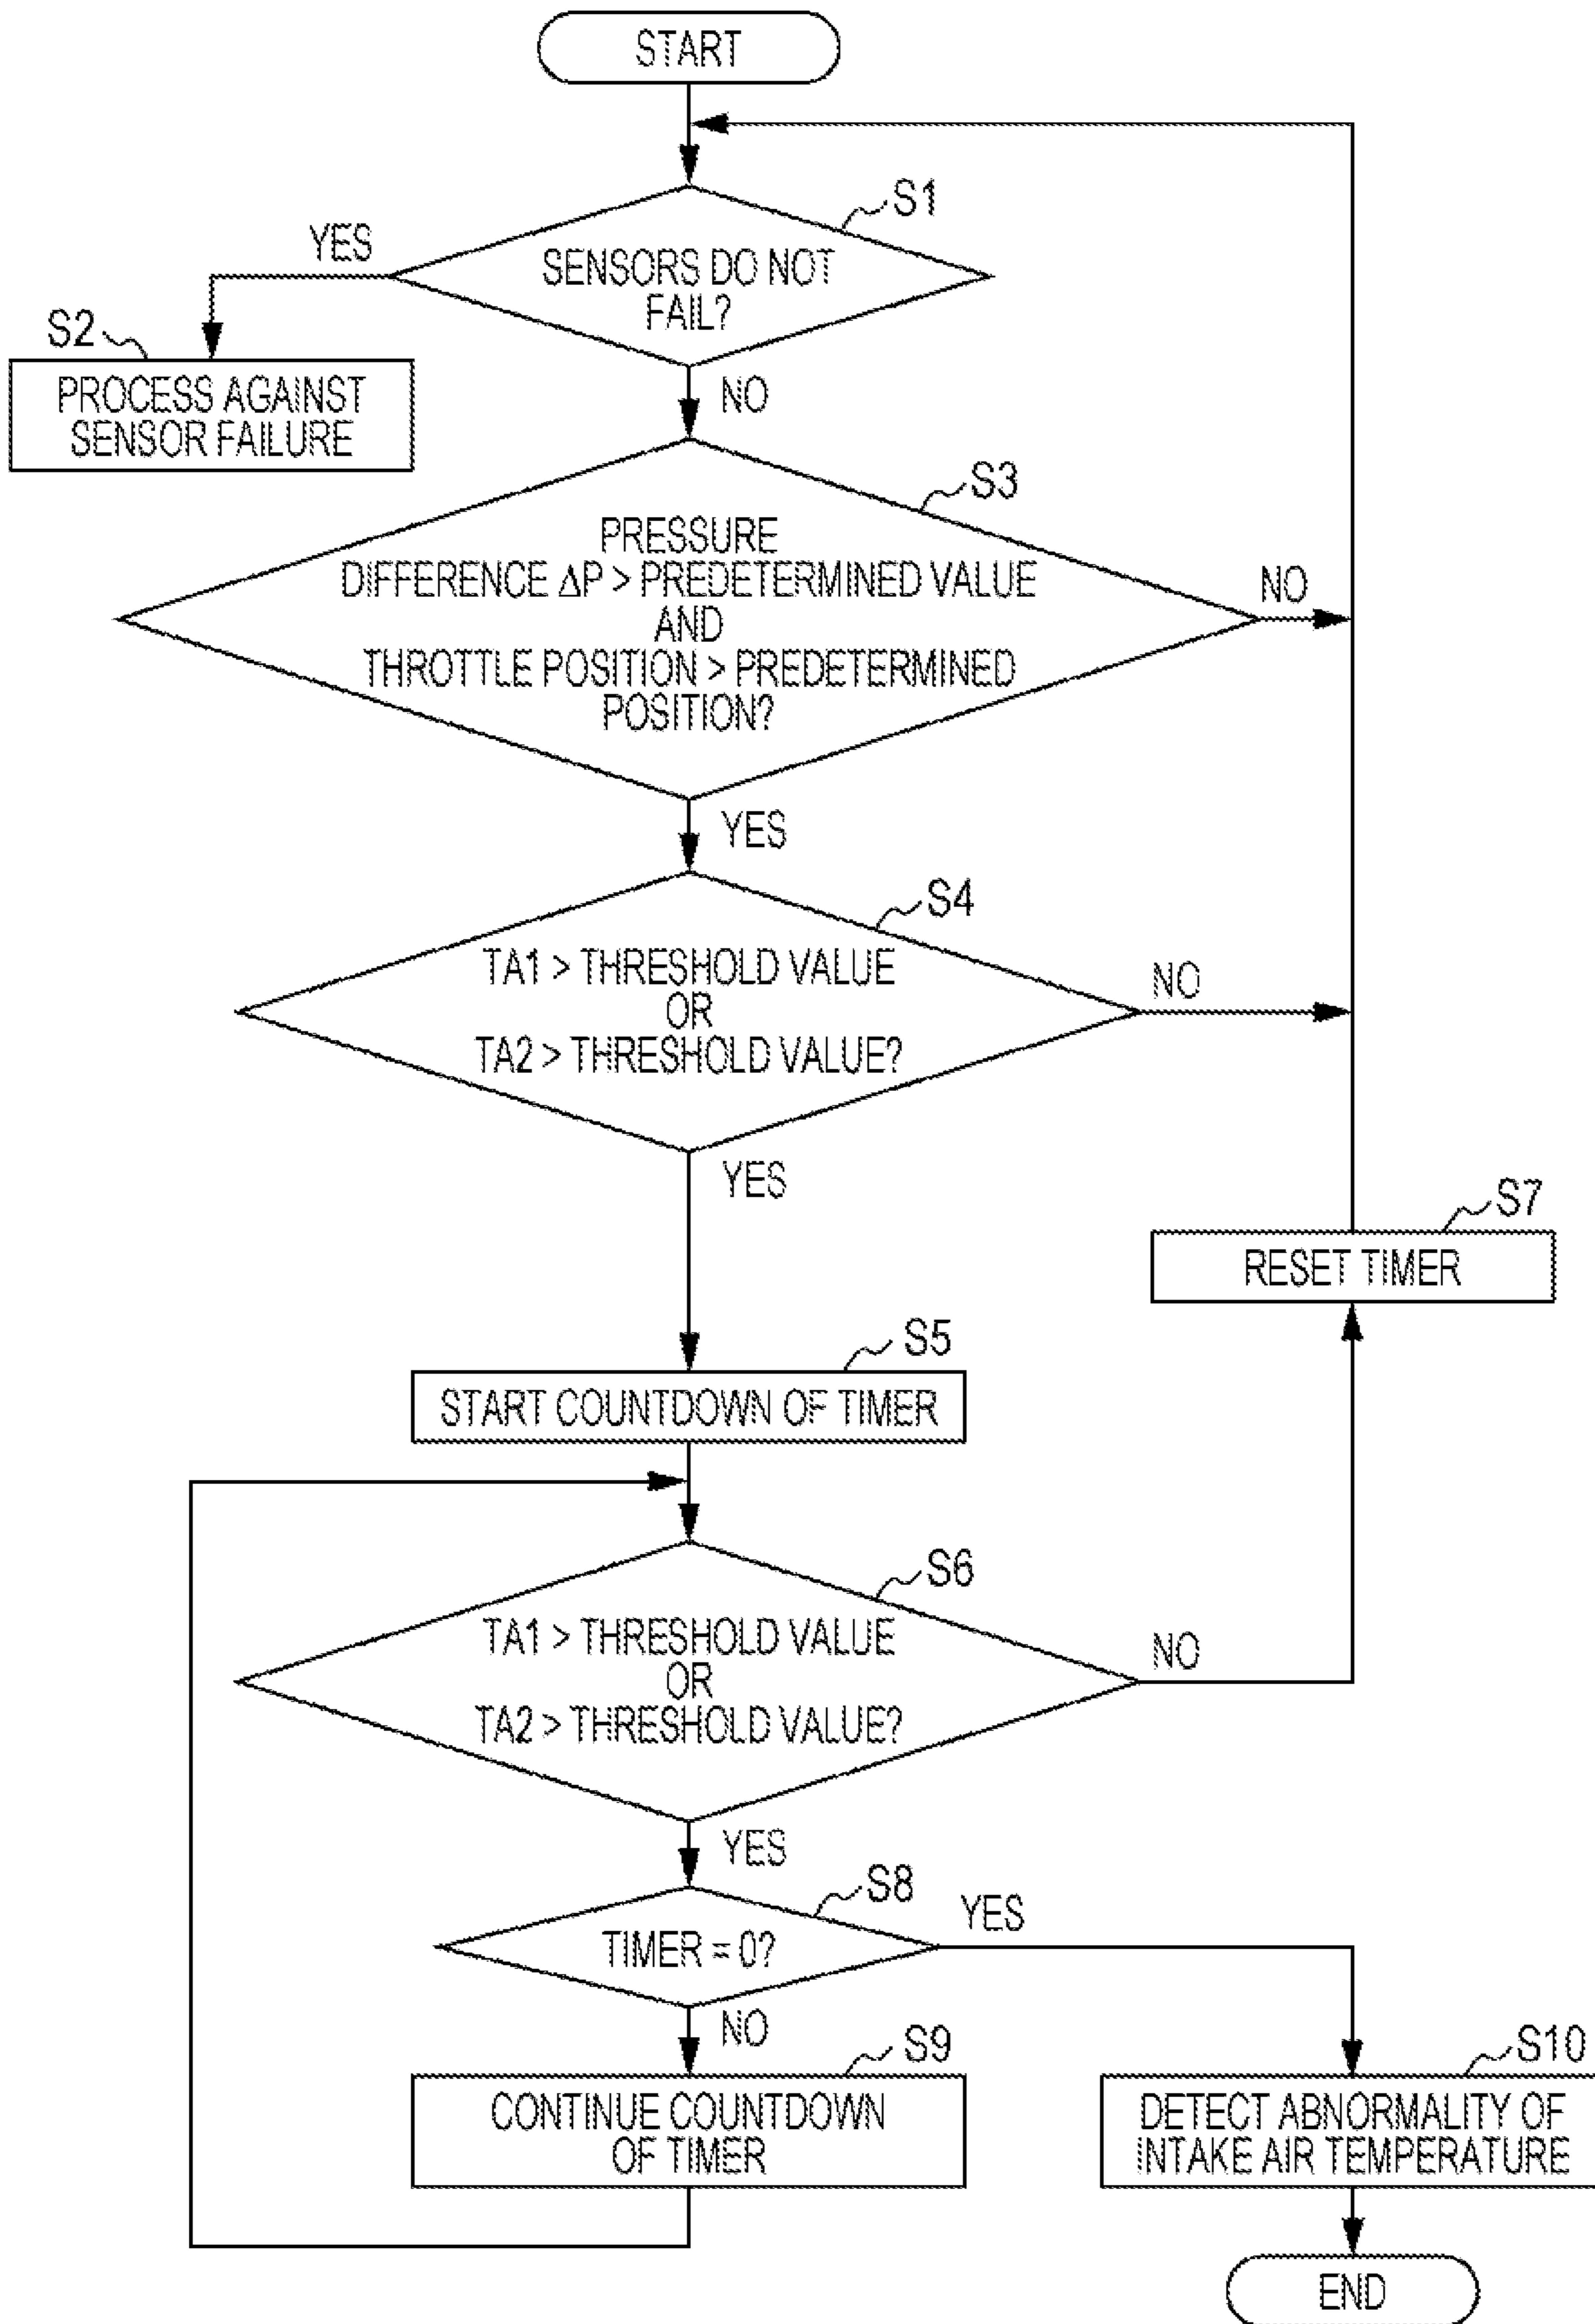 START
S1
YES
SENSORS DO NOT
FAIL?
S2
PROCESS AGAINST
SENSOR FAILURE
NO
S3
PRESSURE
DIFFERENCE ΔP > PREDETERMINED VALUE
AND
THROTTLE POSITION > PREDETERMINED
POSITION?
NO
YES
S4
TA1 > THRESHOLD VALUE
OR
TA2 > THRESHOLD VALUE?
NO
YES
S7
RESET TIMER
S5
START COUNTDOWN OF TIMER
S6
TA1 > THRESHOLD VALUE
OR
TA2 > THRESHOLD VALUE?
NO
YES
S8
TIMER = 0?
YES
NO
S9
CONTINUE COUNTDOWN
OF TIMER
S10
DETECT ABNORMALITY OF
INTAKE AIR TEMPERATURE
END